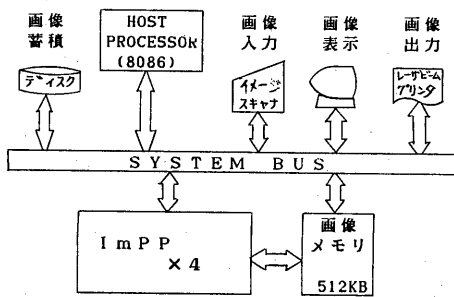 画像
蓄積
ディスク
HOST
PROCESSOR
(8086)
画像
入力
イメージ
スキャナ
画像
表示
画像
出力
レーザビーム
プリンタ
SYSTEM BUS
ImPP
×4
画像
メモリ
512KB